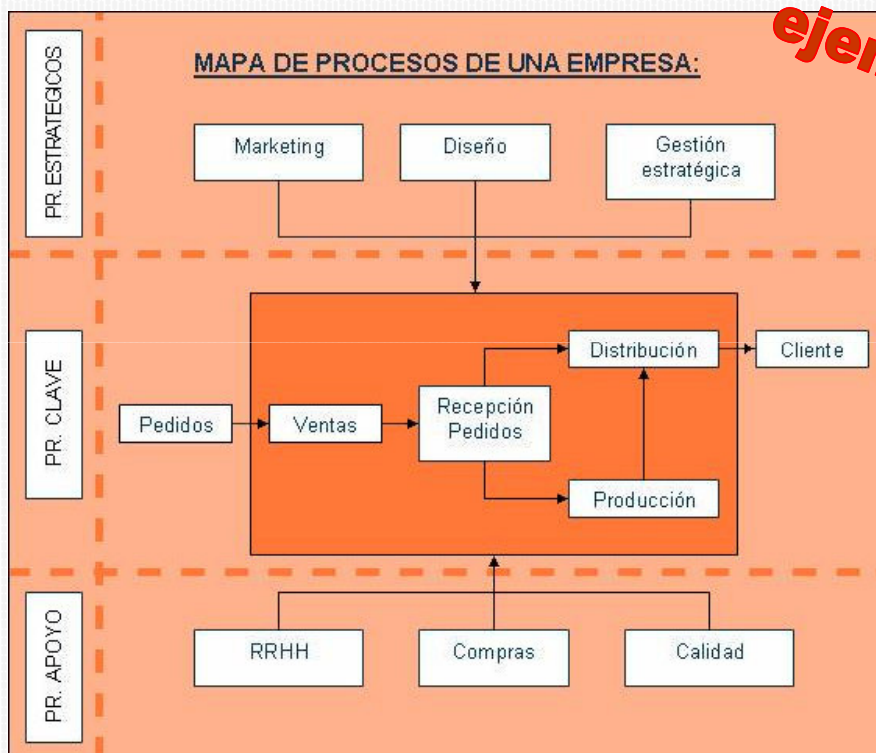 MAPA DE PROCESOS DE UNA EMPRESA:
PR. ESTRATEGICOS
Marketing
Diseño
Gestión
estratégica
PR. CLAVE
Pedidos
Ventas
Recepción
Pedidos
Distribución
Producción
Cliente
PR. APOYO
RRHH
Compras
Calidad